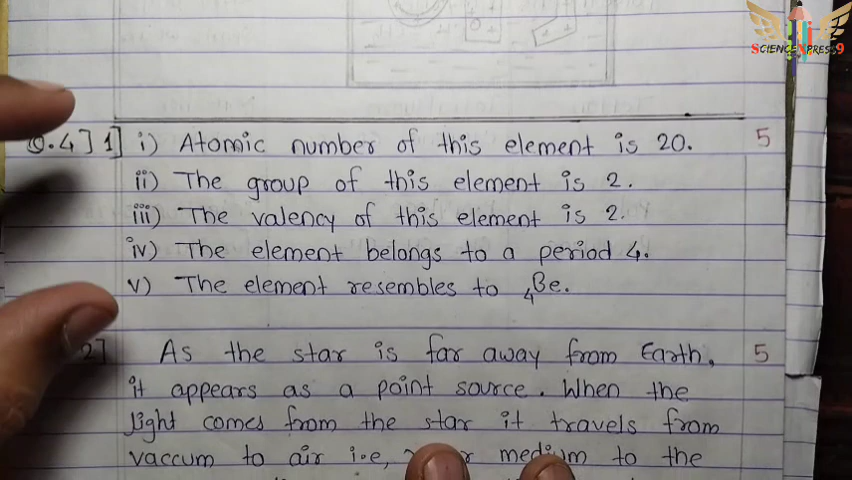 SCIENCEXPRESS9
Q.4] 1] i) Atomic number of this element is 20. 5
ii) The group of this element is 2.
iii) The valency of this element is 2.
iv) The element belongs to a period 4.
v) The element resembles to ₄Be.
2] As the star is far away from Earth, 5
it appears as a point source. When the
light comes from the star it travels from
vaccum to air i.e, medium to the